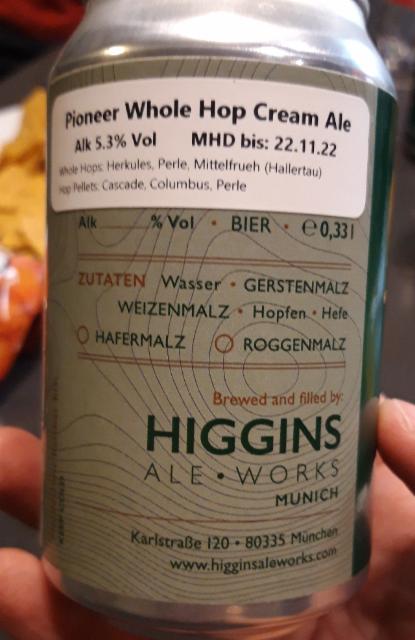 Pioneer Whole Hop Cream Ale
Alk 5.3% Vol MHD bis: 22.11.22
Whole Hops: Herkules, Perle, Mittelfrueh (Hallertau)
Hop Pellets: Cascade, Columbus, Perle
Alk % Vol • BIER • ℮ 0,33 l
ZUTATEN Wasser • GERSTENMALZ
WEIZENMALZ • Hopfen • Hefe
HAFERMALZ ROGGENMALZ
Brewed and filled by:
HIGGINS
ALE • WORKS
MUNICH
Karlstraße 120 • 80335 München
www.higginsaleworks.com